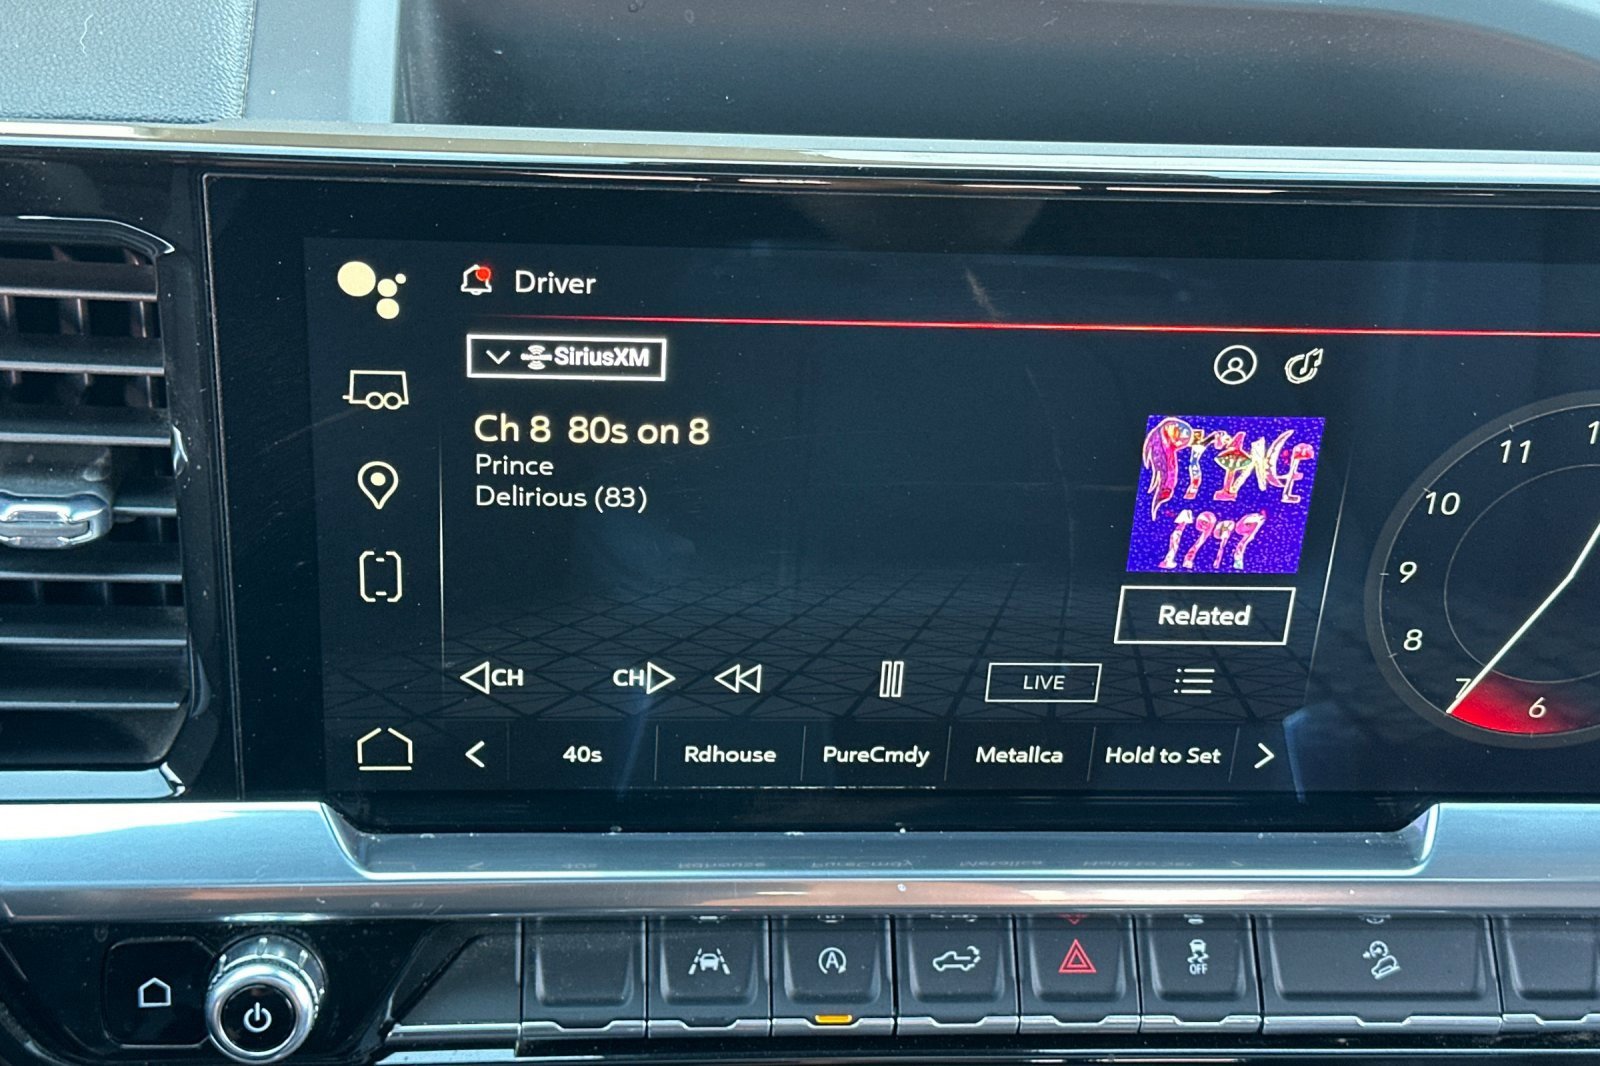 Driver
SiriusXM
Ch 8 80s on 8
Prince
Delirious (83)
PRINCE
1999
Related
CH
CH
LIVE
40s
Rdhouse
PureCmdy
Metallca
Hold to Set
11
10
9
8
7
6
A
OFF